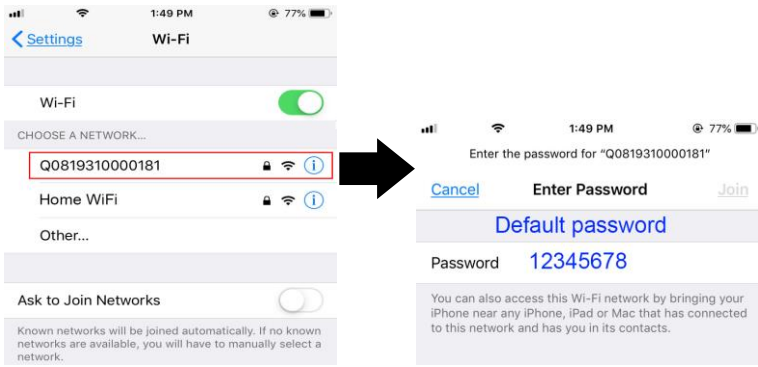 1:49 PM
77%
Settings
Wi-Fi
Wi-Fi
CHOOSE A NETWORK...
Q0819310000181
Home WiFi
Other...
Ask to Join Networks
Known networks will be joined automatically. If no known
networks are available, you will have to manually select a
network.
1:49 PM
77%
Enter the password for “Q0819310000181”
Cancel
Enter Password
Join
Default password
Password 12345678
You can also access this Wi-Fi network by bringing your
iPhone near any iPhone, iPad or Mac that has connected
to this network and has you in its contacts.